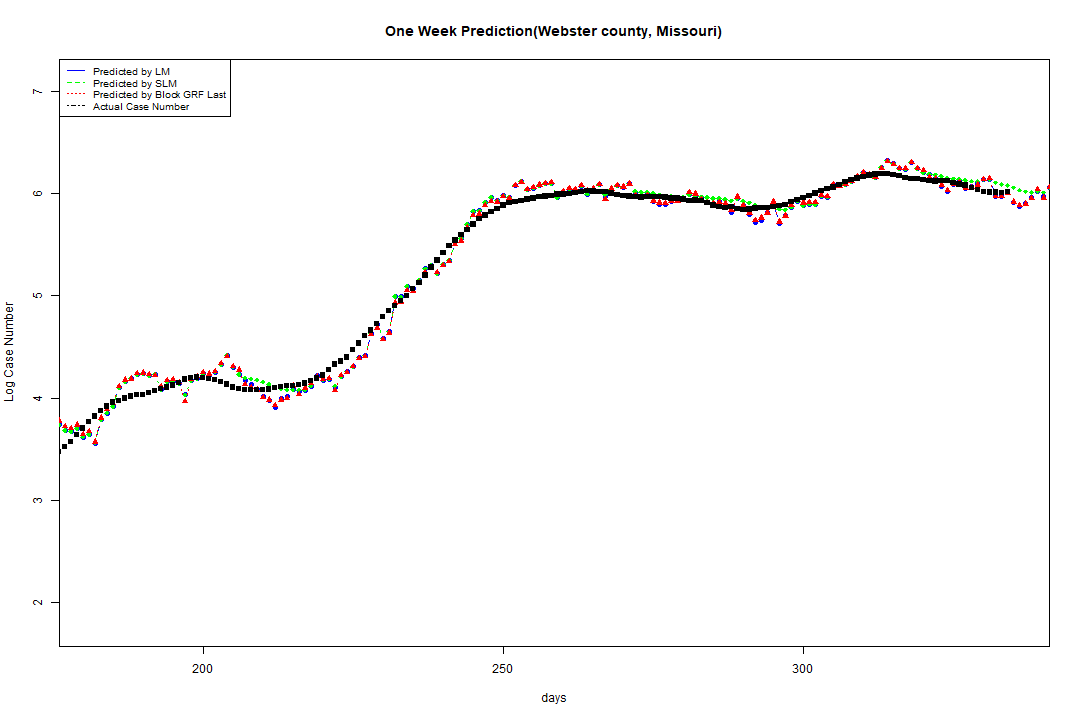 One Week Prediction(Webster county, Missouri)
Predicted by LM
Predicted by SLM
Predicted by Block GRF Last
Actual Case Number
7
6
5
4
3
2
Log Case Number
200
250
300
days